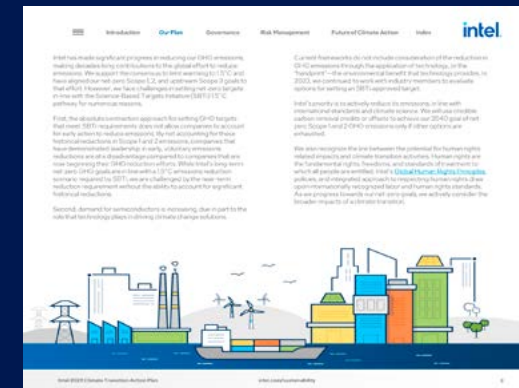 Introduction Our Plan Governance Risk Management Future of Climate Action Index
intel.
Intel has made significant progress in reducing our GHG emissions,
making decades-long contributions to the global effort to reduce
emissions. We support the consensus to limit warming to 1.5°C and
have aligned our net zero Scope 1, 2, and upstream Scope 3 goals to
that effort. However, we face challenges in setting net zero targets
in line with the Science-Based Targets Initiative (SBTi) 1.5°C
pathway for numerous reasons.
First, the absolute contraction approach for setting GHG targets
that meet SBTi requirements does not allow companies to account
for early action to reduce emissions. By not accounting for these
historical reductions in Scope 1 and 2 emissions, companies that
have demonstrated leadership in early, voluntary emissions
reductions are at a disadvantage compared to companies that are
now beginning their GHG reduction efforts. While Intel's long-term
net zero GHG goals are in line with a 1.5°C emissions reduction
scenario required by SBTi, we are challenged by the near-term
reduction requirement without the ability to account for significant
historical reductions.
Second, demand for semiconductors is increasing, due in part to the
role that technology plays in driving climate change solutions.
Current frameworks do not include consideration of the reduction in
GHG emissions through the application of technology, or the
"handprint"—the environmental benefit that technology provides. In
2023, we continued to work with industry members to evaluate
options for setting an SBTi-approved target.
Intel's priority is to actively reduce its emissions, in line with
international standards and climate science. We will use credible
carbon removal credits or offsets to achieve our 2040 goal of net
zero Scope 1 and 2 GHG emissions only if other options are
exhausted.
We also recognize the link between the potential for human rights
related impacts and climate transition activities. Human rights are
the fundamental rights, freedoms, and standards of treatment to
which all people are entitled. Intel's Global Human Rights Principles,
policies, and integrated approach to respecting human rights draw
upon internationally recognized labor and human rights standards.
As we progress towards our net zero goals, we actively consider the
broader impacts of a climate transition.
Intel 2023 Climate Transition Action Plan intel.com/sustainability